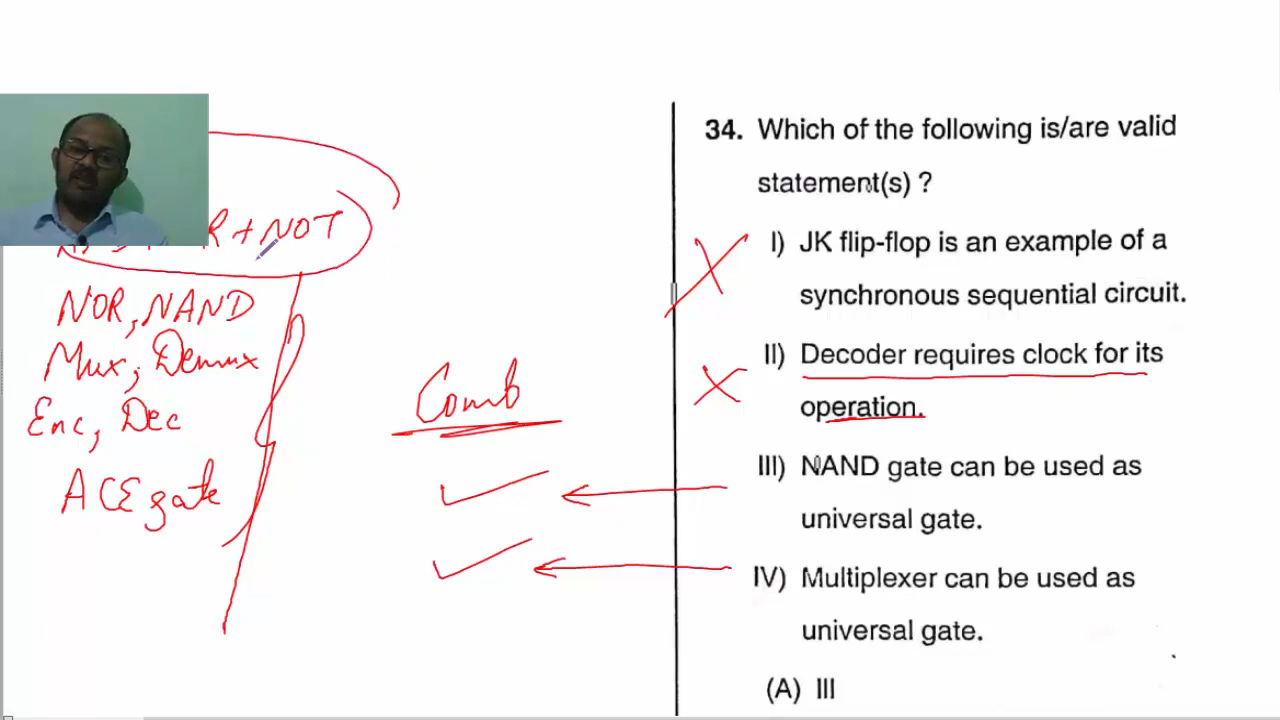 R + NOT
NOR, NAND
Mux, Demux
Enc, Dec
ACE gate
Comb
34. Which of the following is/are valid
statement(s) ?
I) JK flip-flop is an example of a
synchronous sequential circuit.
II) Decoder requires clock for its
operation.
III) NAND gate can be used as
universal gate.
IV) Multiplexer can be used as
universal gate.
(A) III